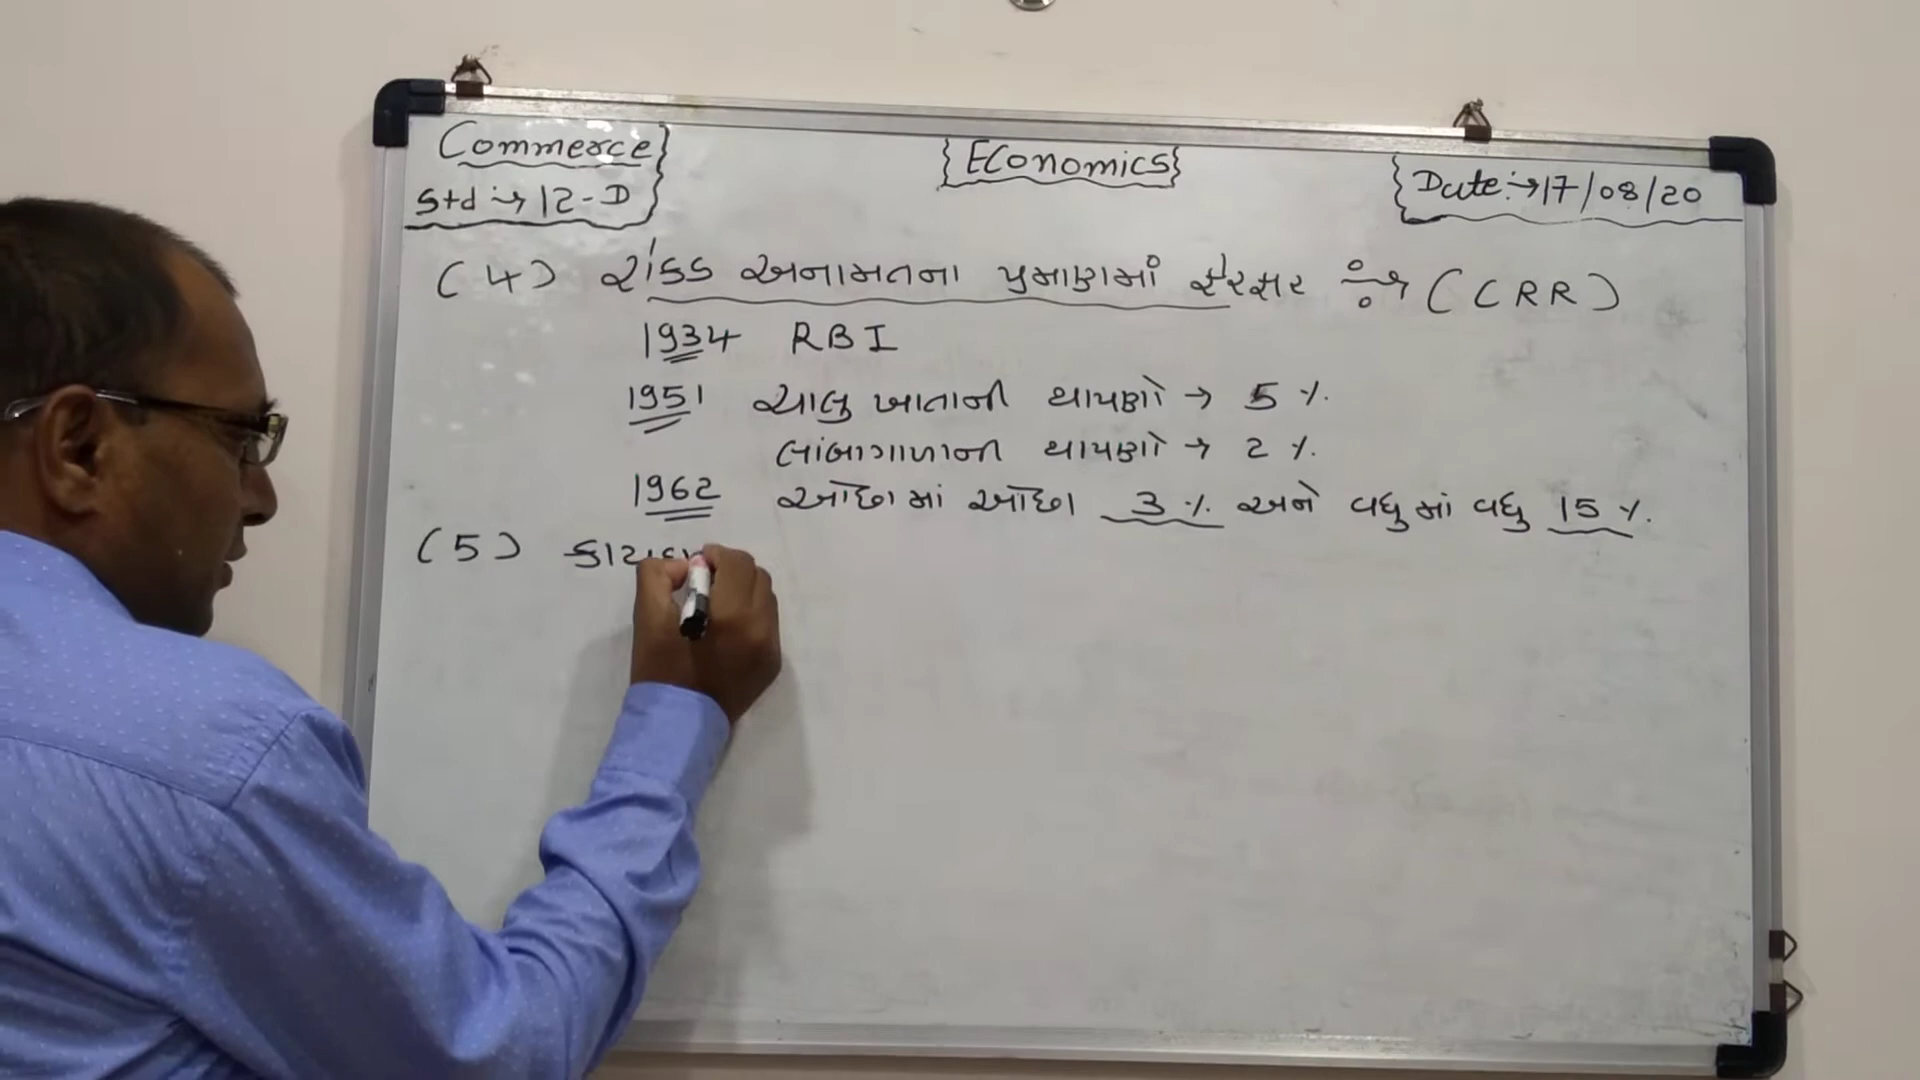 Commerce
Std → 12-D
Economics
Date:→17/08/20
(4) રોકડ અનામતના પ્રમાણમાં ફેરફાર ÷→ (CRR)
1934 RBI
1951 ચાલુ ખાતાની થાપણો → 5 %.
લાંબાગાળાની થાપણો → 2 %.
1962 ઓછામાં ઓછા 3 % અને વધુમાં વધુ 15 %.
(5)